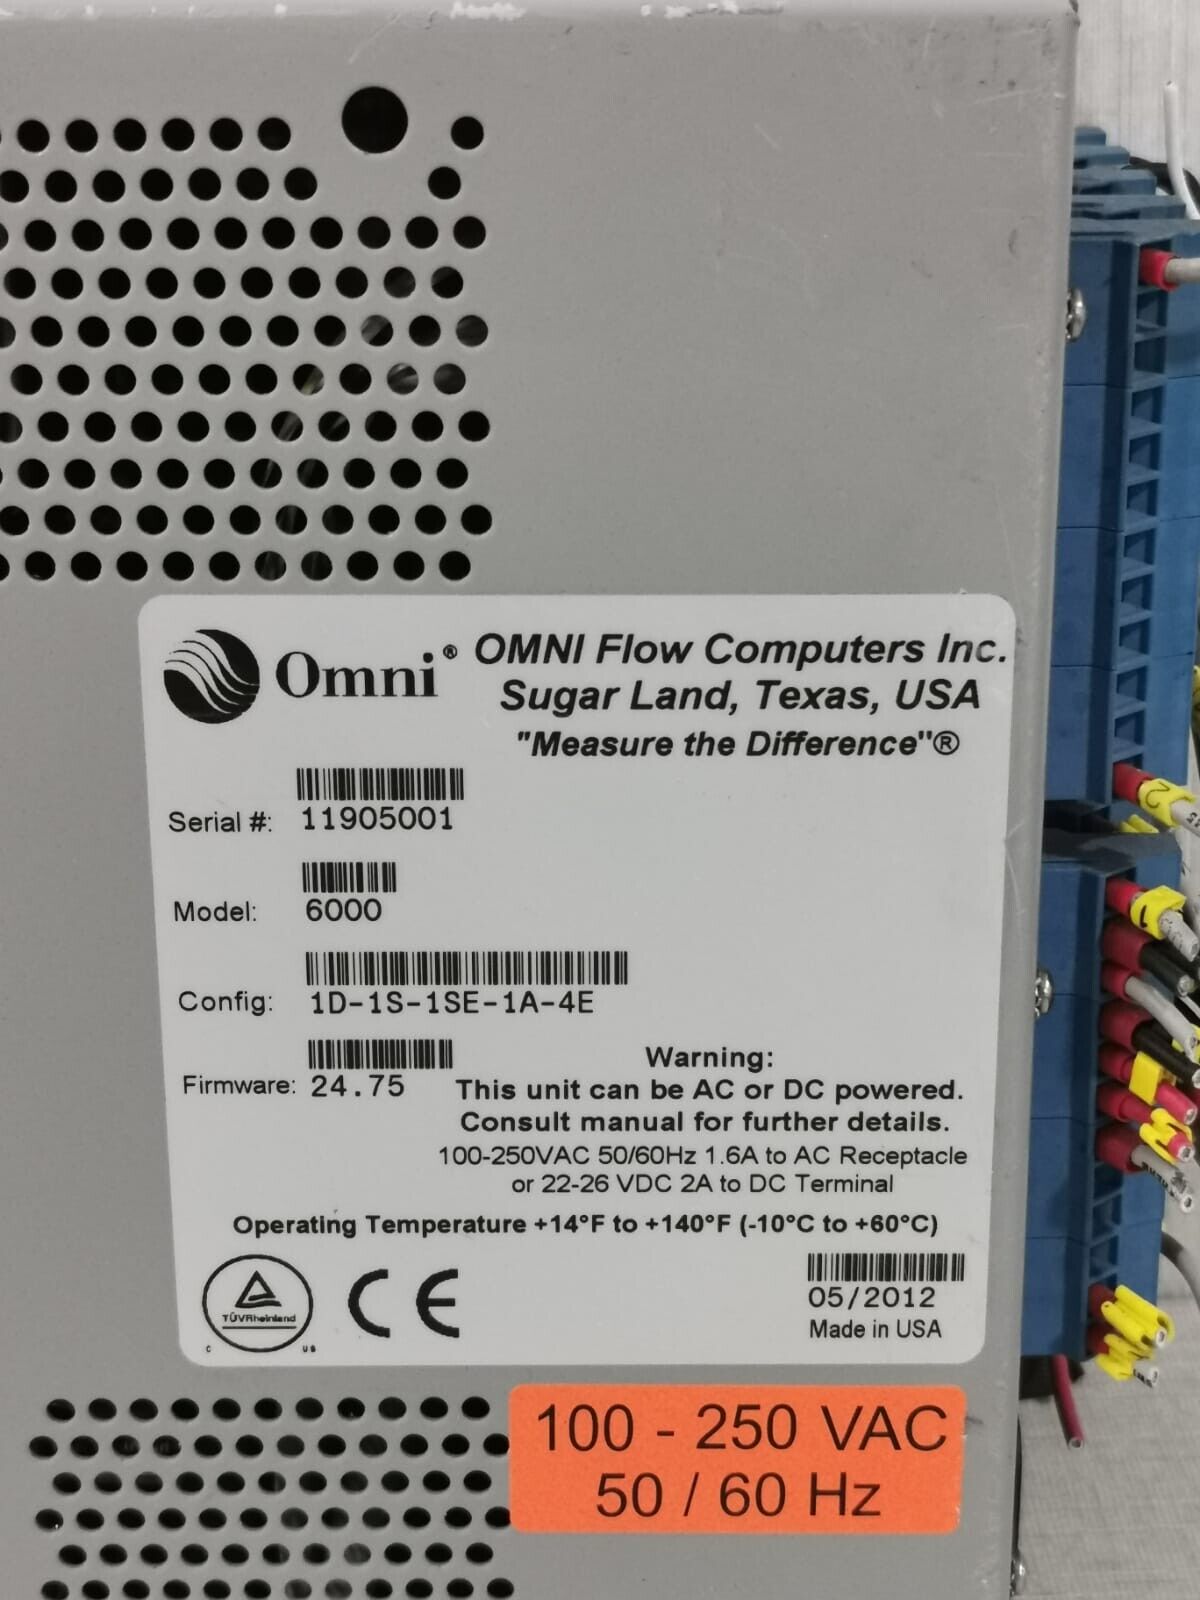 Omni® OMNI Flow Computers Inc.
Sugar Land, Texas, USA
"Measure the Difference"®
Serial #: 11905001
Model: 6000
Config: 1D-1S-1SE-1A-4E
Firmware: 24.75
Warning:
This unit can be AC or DC powered.
Consult manual for further details.
100-250VAC 50/60Hz 1.6A to AC Receptacle
or 22-26 VDC 2A to DC Terminal
Operating Temperature +14°F to +140°F (-10°C to +60°C)
TÜVRheinland
C US
CE
05/2012
Made in USA
100 - 250 VAC
50 / 60 Hz
2
1